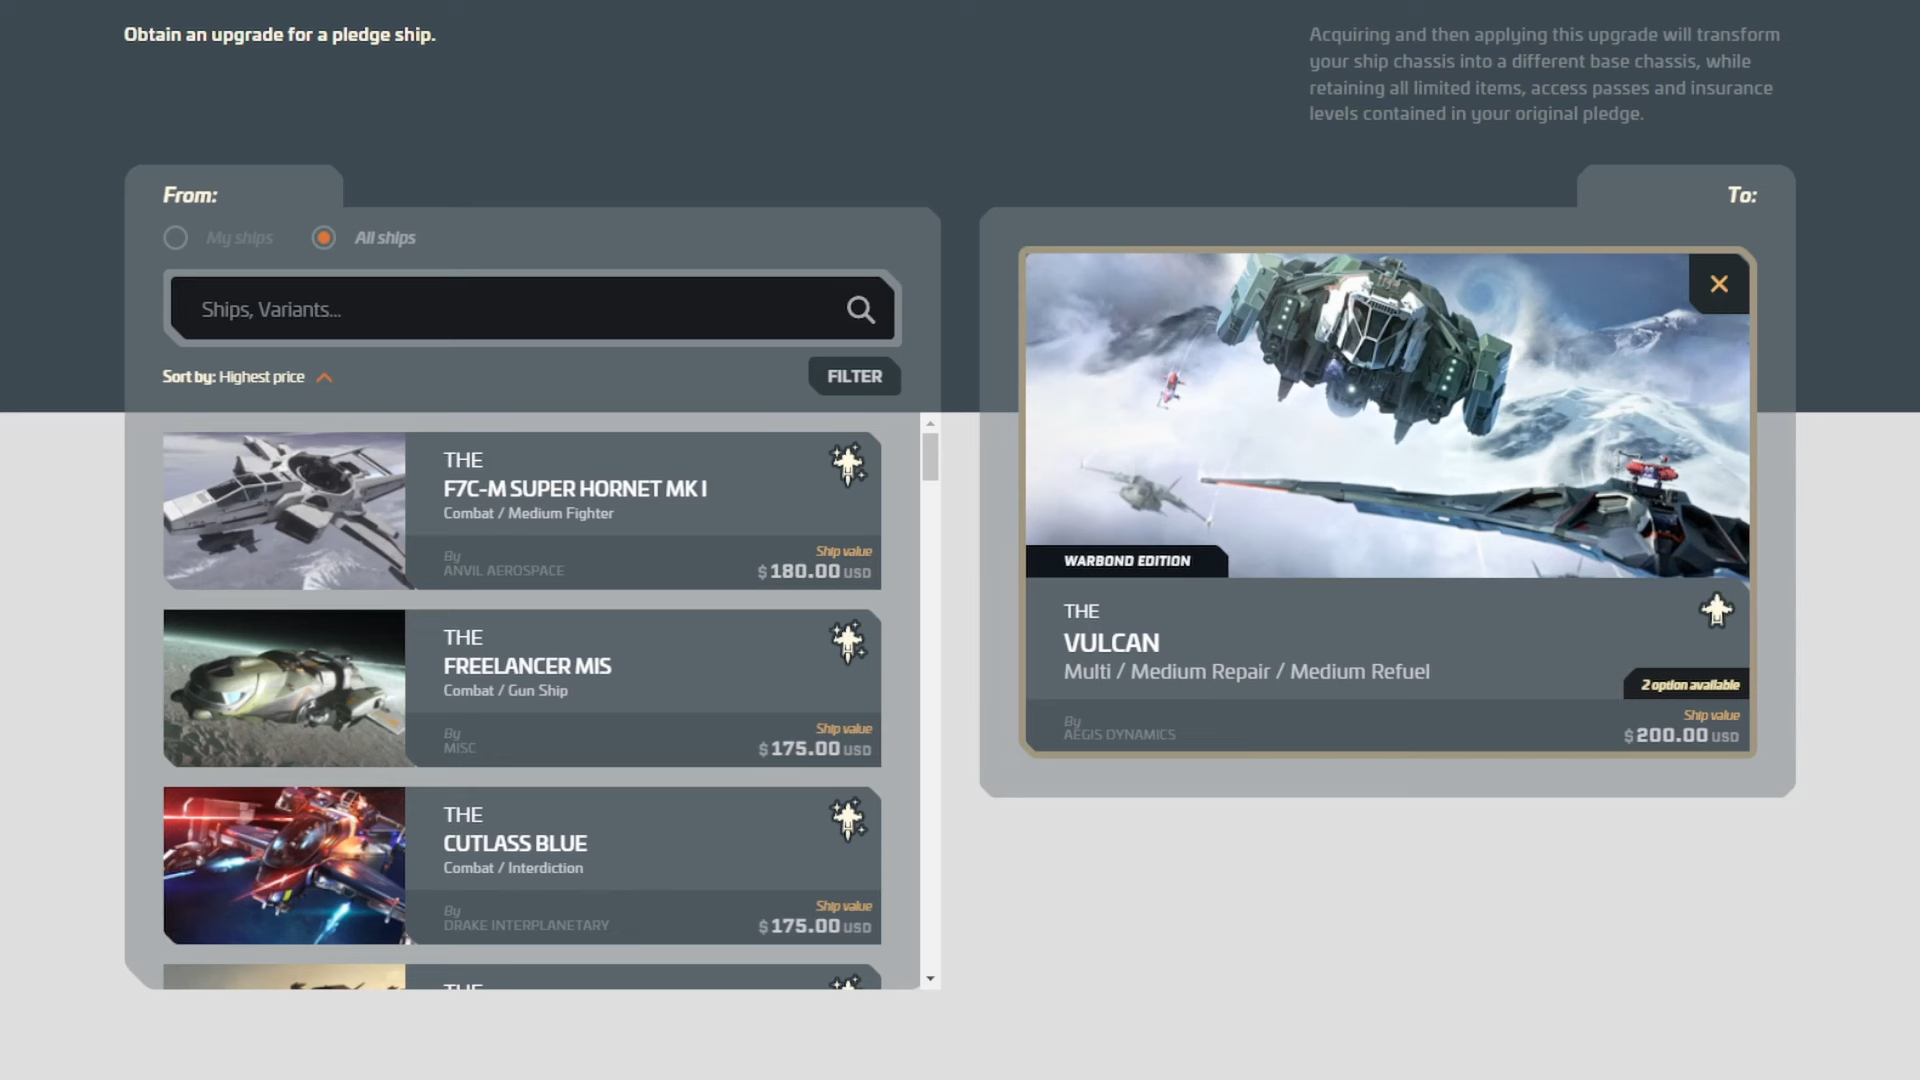 Obtain an upgrade for a pledge ship.
Acquiring and then applying this upgrade will transform
your ship chassis into a different base chassis, while
retaining all limited items, access passes and insurance
levels contained in your original pledge.
From:
My ships
All ships
Ships, Variants...
Sort by: Highest price
FILTER
THE
F7C-M SUPER HORNET MK I
Combat / Medium Fighter
By
ANVIL AEROSPACE
Ship value
$ 180.00 USD
THE
FREELANCER MIS
Combat / Gun Ship
By
MISC
Ship value
$ 175.00 USD
THE
CUTLASS BLUE
Combat / Interdiction
By
DRAKE INTERPLANETARY
Ship value
$ 175.00 USD
THE
To:
WARBOND EDITION
THE
VULCAN
Multi / Medium Repair / Medium Refuel
2 option available
By
AEGIS DYNAMICS
Ship value
$ 200.00 USD